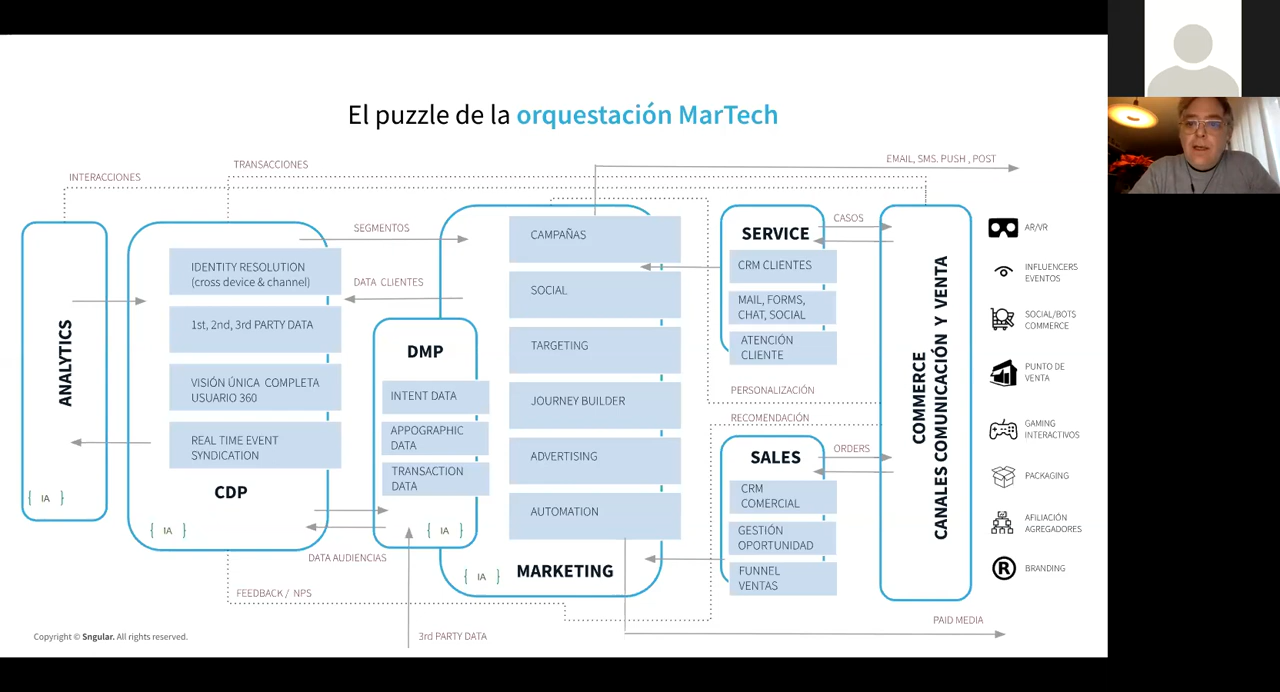 El puzzle de la orquestación MarTech
TRANSACCIONES
EMAIL, SMS. PUSH , POST
INTERACCIONES
ANALYTICS
{ IA }
SEGMENTOS
DATA CLIENTES
IDENTITY RESOLUTION
(cross device & channel)
1st, 2nd, 3rd PARTY DATA
VISIÓN ÚNICA COMPLETA
USUARIO 360
REAL TIME EVENT
SYNDICATION
CDP
{ IA }
DATA AUDIENCIAS
FEEDBACK / NPS
DMP
INTENT DATA
APPOGRAPHIC
DATA
TRANSACTION
DATA
{ IA }
3rd PARTY DATA
CAMPAÑAS
SOCIAL
TARGETING
JOURNEY BUILDER
ADVERTISING
AUTOMATION
{ IA }
MARKETING
SERVICE
CRM CLIENTES
MAIL, FORMS,
CHAT, SOCIAL
ATENCIÓN
CLIENTE
CASOS
PERSONALIZACIÓN
RECOMENDACIÓN
SALES
CRM
COMERCIAL
GESTIÓN
OPORTUNIDAD
FUNNEL
VENTAS
ORDERS
COMMERCE
CANALES COMUNICACIÓN Y VENTA
AR/VR
INFLUENCERS
EVENTOS
SOCIAL/BOTS
COMMERCE
PUNTO DE
VENTA
GAMING
INTERACTIVOS
PACKAGING
AFILIACIÓN
AGREGADORES
R
BRANDING
PAID MEDIA
Copyright © Sngular. All rights reserved.